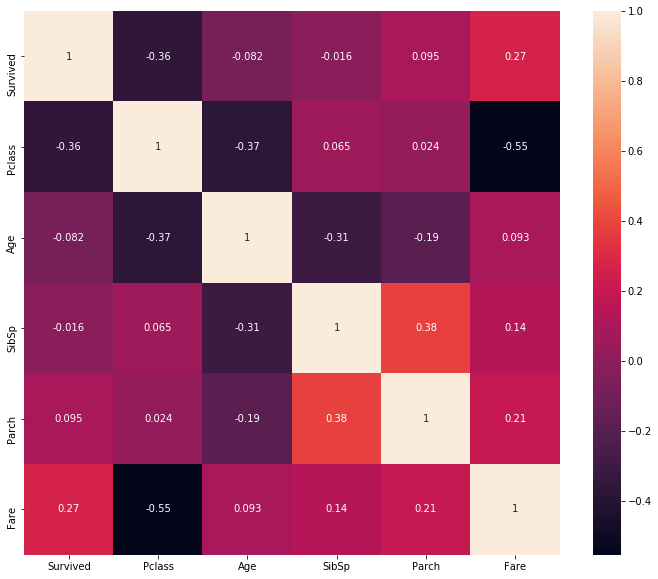 Survived 1 -0.36 -0.082 -0.016 0.095 0.27
Pclass -0.36 1 -0.37 0.065 0.024 -0.55
Age -0.082 -0.37 1 -0.31 -0.19 0.093
SibSp -0.016 0.065 -0.31 1 0.38 0.14
Parch 0.095 0.024 -0.19 0.38 1 0.21
Fare 0.27 -0.55 0.093 0.14 0.21 1
Survived Pclass Age SibSp Parch Fare
1.0
0.8
0.6
0.4
0.2
0.0
−0.2
−0.4